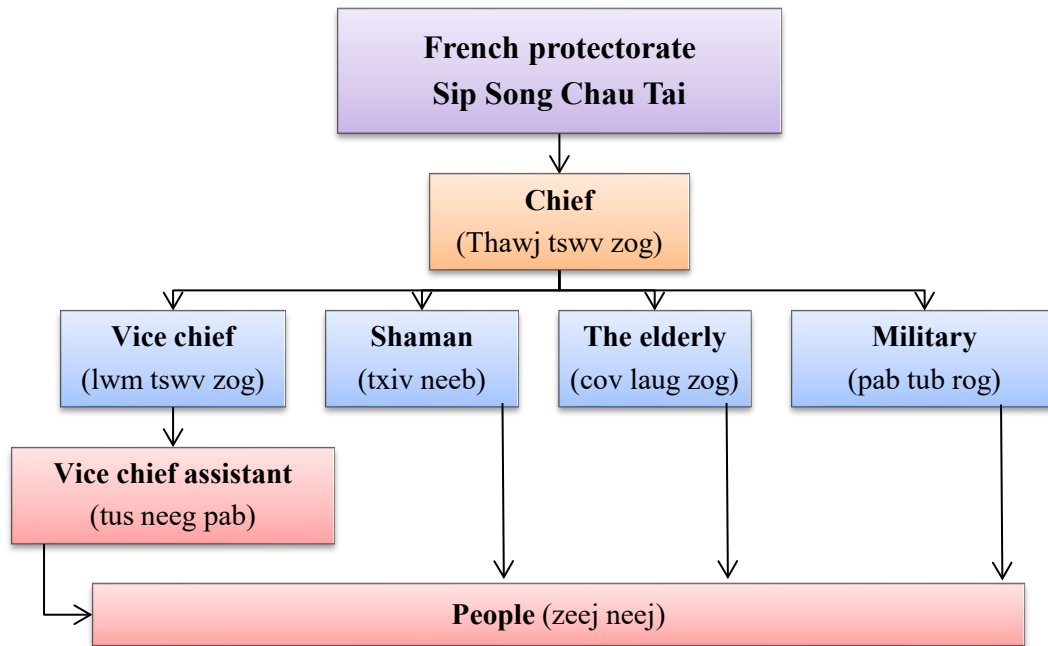 French protectorate
Sip Song Chau Tai
Chief
(Thawj tswv zog)
Vice chief
(lwm tswv zog)
Shaman
(txiv neeb)
The elderly
(cov laug zog)
Military
(pab tub rog)
Vice chief assistant
(tus neeg pab)
People (zeej neej)